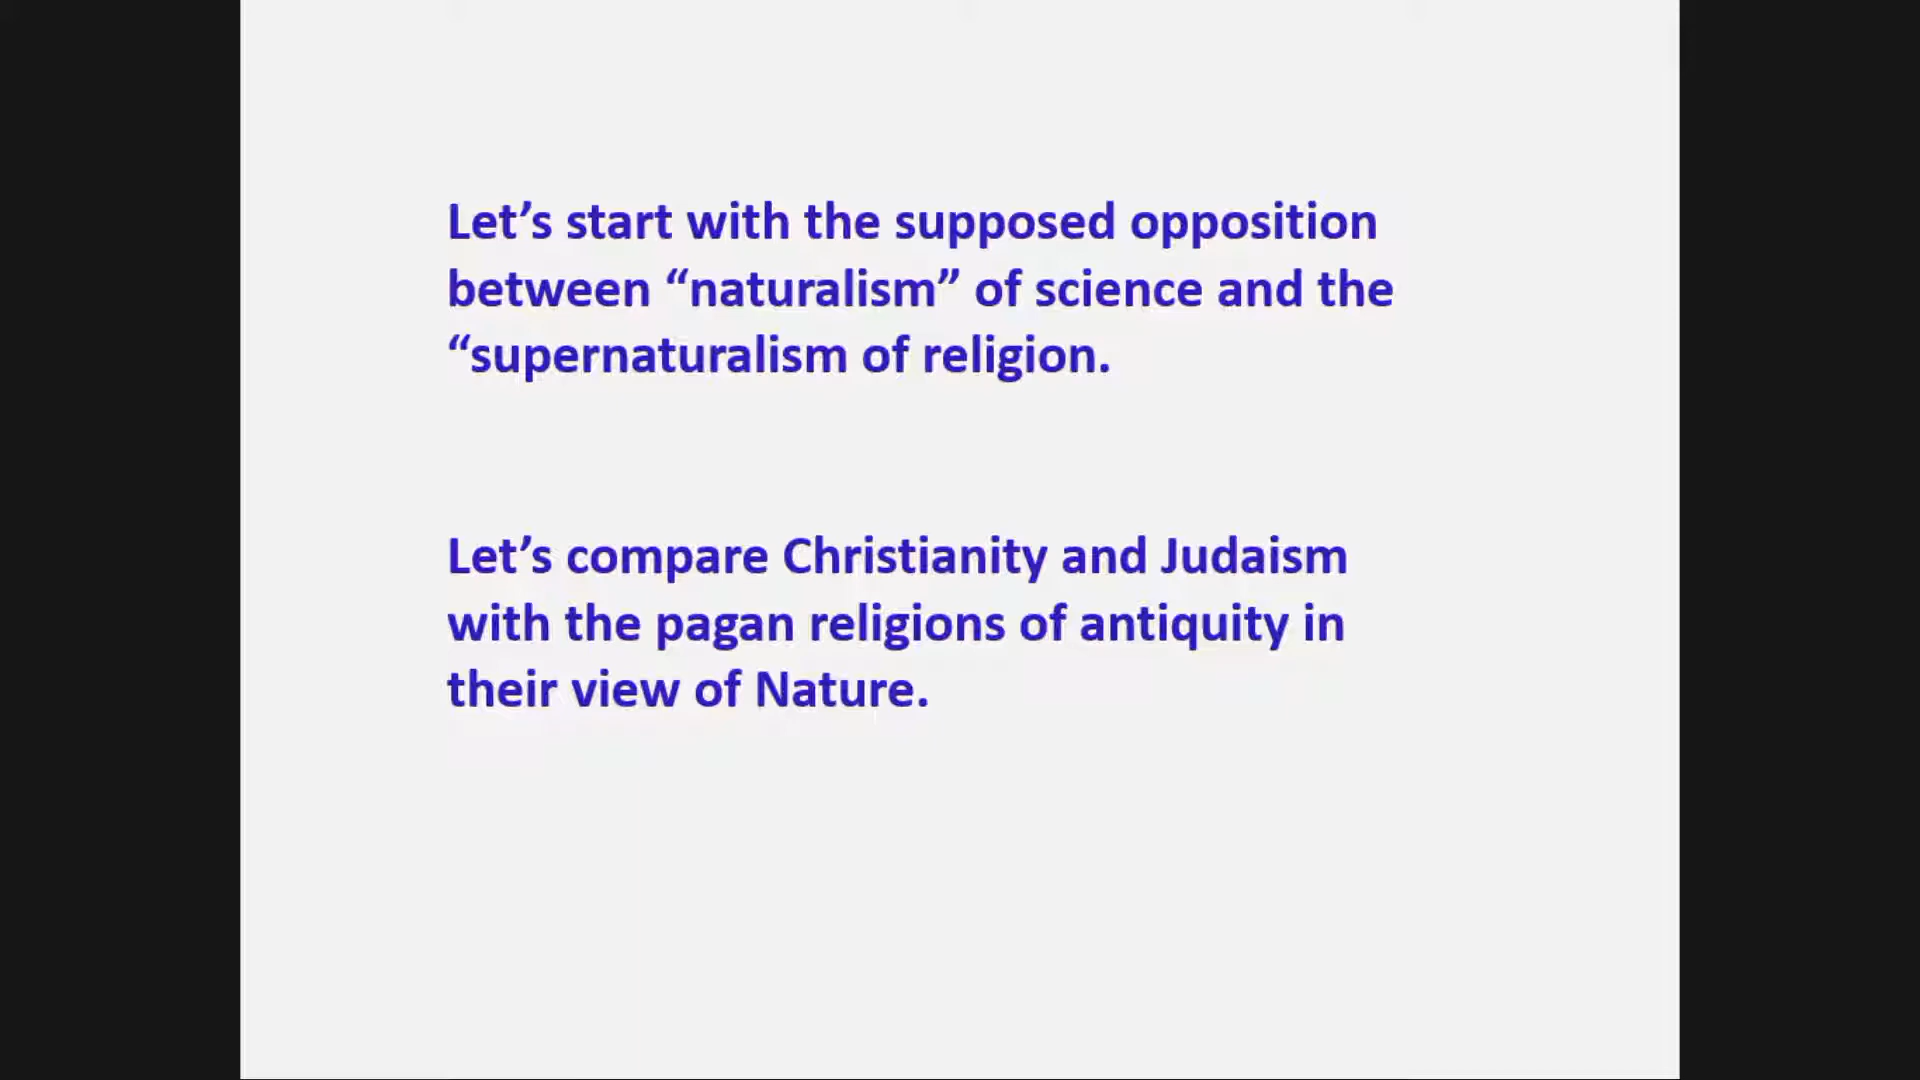 Let’s start with the supposed opposition
between “naturalism” of science and the
“supernaturalism of religion.
Let’s compare Christianity and Judaism
with the pagan religions of antiquity in
their view of Nature.